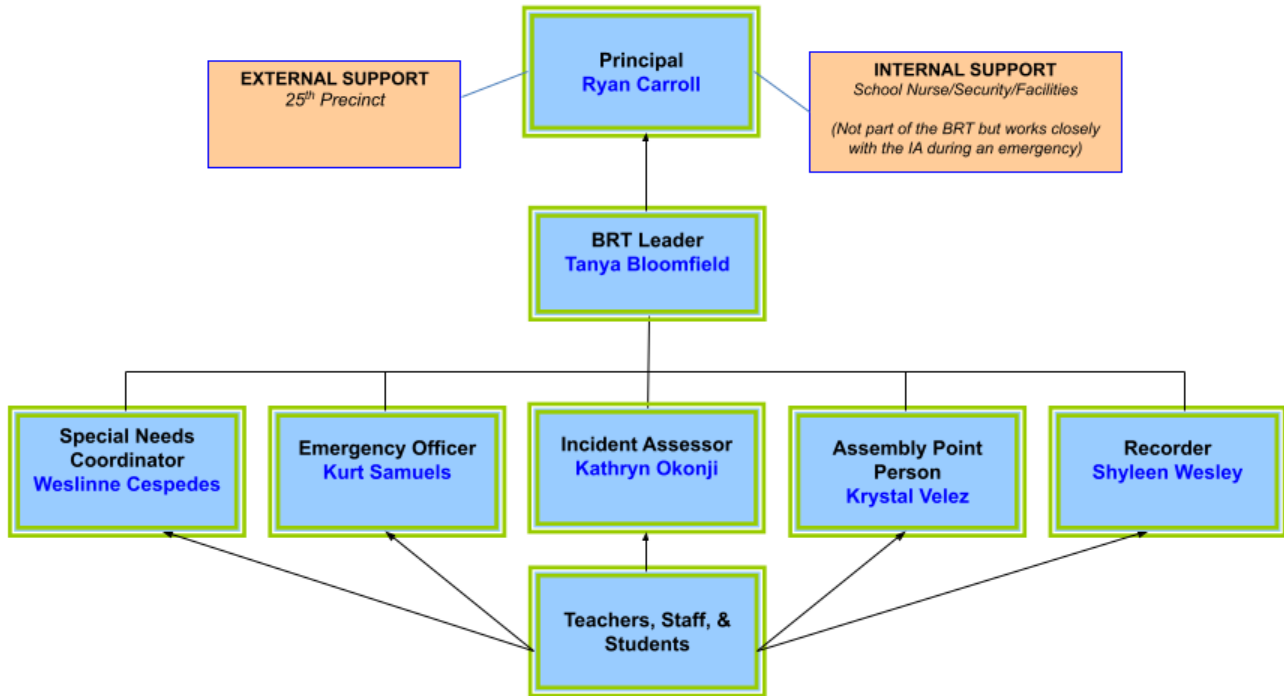 Principal
Ryan Carroll
EXTERNAL SUPPORT
25th Precinct
INTERNAL SUPPORT
School Nurse/Security/Facilities
(Not part of the BRT but works closely
with the IA during an emergency)
BRT Leader
Tanya Bloomfield
Special Needs
Coordinator
Weslinne Cespedes
Emergency Officer
Kurt Samuels
Incident Assessor
Kathryn Okonji
Assembly Point
Person
Krystal Velez
Recorder
Shyleen Wesley
Teachers, Staff, &
Students